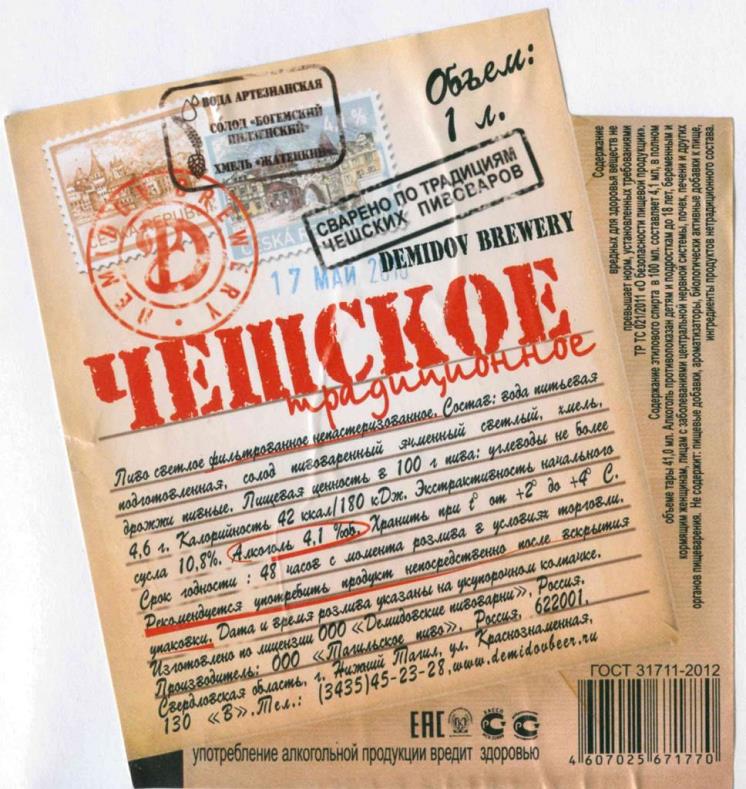 Объем:
1 л.
ВОДА АРТЕЗИАНСКАЯ
СОЛОД «БОГЕМСКИЙ
ПИЛЗЕНСКИЙ»
ХМЕЛЬ «ЖАТЕЦКИЙ»
СВАРЕНО ПО ТРАДИЦИЯМ
ЧЕШСКИХ ПИВОВАРОВ
DEMIDOV BREWERY
DEMIDOV BREWERY
17 МАЙ
ЧЕШСКОЕ
традиционное
Пиво светлое фильтрованное непастеризованное. Состав: вода питьевая
подготовленная, солод пивоваренный ячменный светлый, хмель,
дрожжи пивные. Пищевая ценность в 100 г пива: углеводы не более
4,6 г. Калорийность 42 ккал/180 кДж. Экстрактивность начального
сусла 10,8%. Алкоголь 4,1 %об. Хранить при t° от +2° до +4° С.
Срок годности : 48 часов с момента розлива в условия торговли.
Рекомендуется употребить продукт непосредственно после вскрытия
упаковки. Дата и время розлива указаны на укупорочном колпачке.
Изготовлено по лицензии ООО «Демидовские пивоварни», Россия.
Производитель: ООО «Тагильское пиво», Россия, 622001,
Свердловская область, г. Нижний Тагил, ул. Краснознаменная,
130 «В».Тел.: (3435)45-23-28,www.demidovbeer.ru
Содержание
вредных для здоровья веществ не
превышает норм, установленных требованиями
ТР ТС 021/2011 «О безопасности пищевой продукции».
Содержание этилового спирта в 100 мл. составляет 4,1 мл, в полном
объеме тары 41,0 мл. Алкоголь противопоказан детям и подросткам до 18 лет, беременным и
кормящим женщинам, лицам с заболеваниями центральной нервной системы, почек, печени и других
органов пищеварения. Не содержит: пищевые добавки, ароматизаторы, биологически активные добавки к пище,
ингредиенты продуктов нетрадиционного состава.
ГОСТ 31711-2012
ЕАС
употребление алкогольной продукции вредит здоровью
4 607025 671770